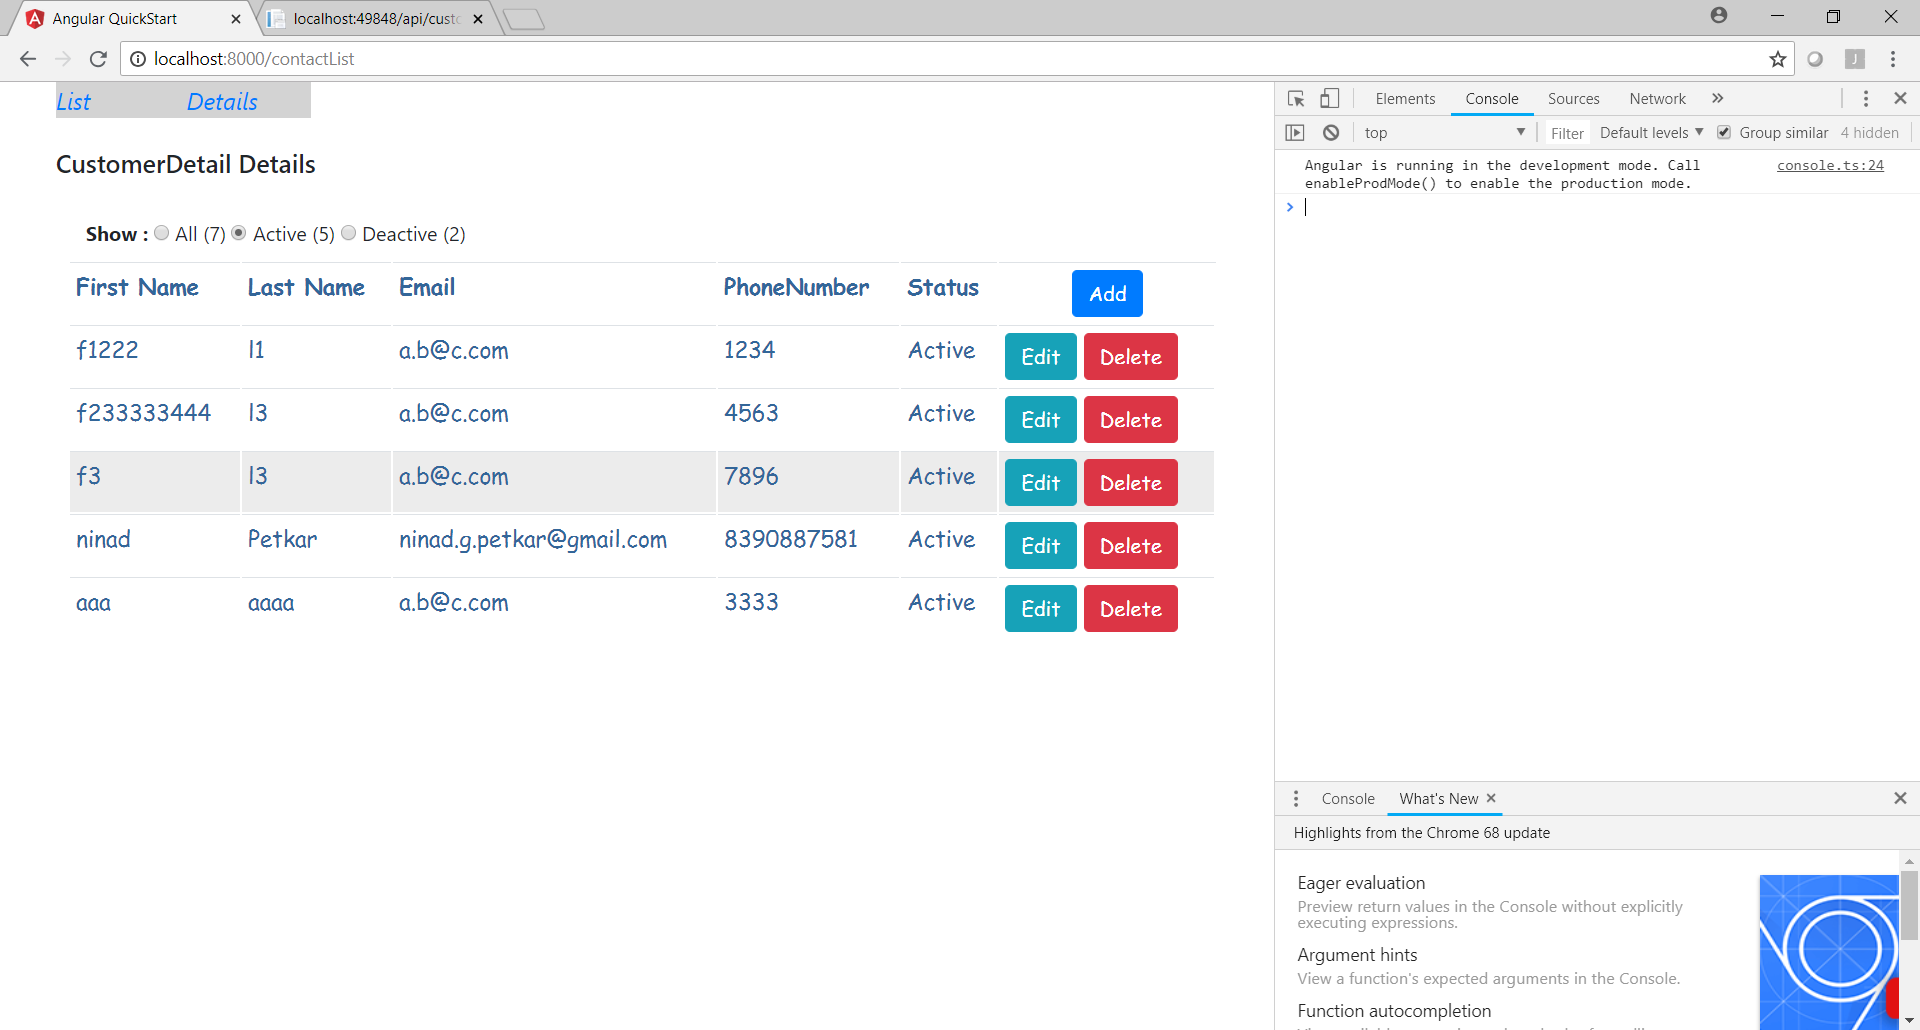 Angular QuickStart
localhost:49848/api/custo
localhost:8000/contactList
J
List Details
CustomerDetail Details
Show : All (7) Active (5) Deactive (2)
First Name Last Name Email PhoneNumber Status Add
f1222 l1 a.b@c.com 1234 Active Edit Delete
f233333444 l3 a.b@c.com 4563 Active Edit Delete
f3 l3 a.b@c.com 7896 Active Edit Delete
ninad Petkar ninad.g.petkar@gmail.com 8390887581 Active Edit Delete
aaa aaaa a.b@c.com 3333 Active Edit Delete
Elements Console Sources Network »
top Filter Default levels Group similar 4 hidden
Angular is running in the development mode. Call console.ts:24
enableProdMode() to enable the production mode.
Console What's New
Highlights from the Chrome 68 update
Eager evaluation
Preview return values in the Console without explicitly
executing expressions.
Argument hints
View a function's expected arguments in the Console.
Function autocompletion